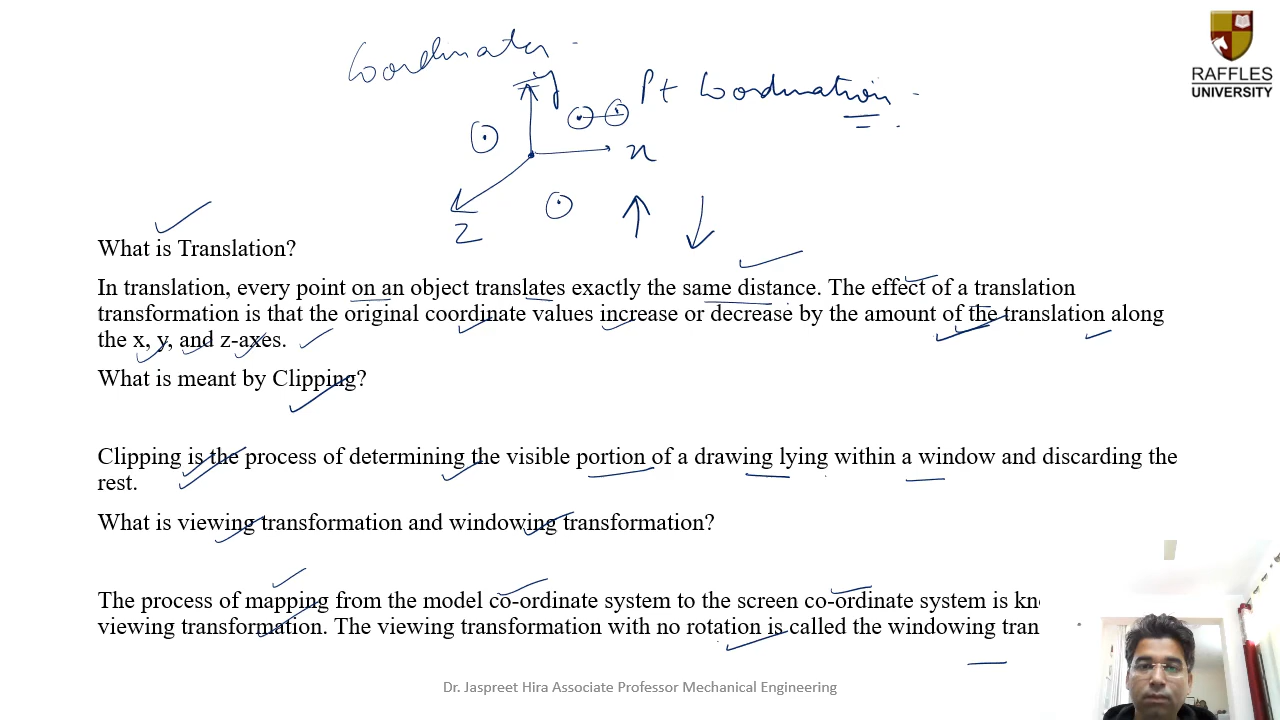 Coordinates
RAFFLES
UNIVERSITY
y
Pt Coordination
x
Z
What is Translation?
In translation, every point on an object translates exactly the same distance. The effect of a translation
transformation is that the original coordinate values increase or decrease by the amount of the translation along
the x, y, and z-axes.
What is meant by Clipping?
Clipping is the process of determining the visible portion of a drawing lying within a window and discarding the
rest.
What is viewing transformation and windowing transformation?
The process of mapping from the model co-ordinate system to the screen co-ordinate system is kn
viewing transformation. The viewing transformation with no rotation is called the windowing tran
Dr. Jaspreet Hira Associate Professor Mechanical Engineering